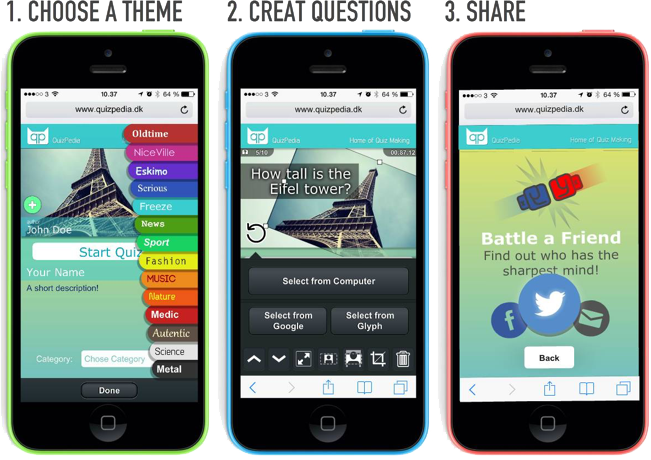 1. CHOOSE A THEME
2. CREAT QUESTIONS
3. SHARE
3 10.37 64 %
www.quizpedia.dk
qp QuizPedia
Oldtime
NiceVille
Eskimo
Serious
Freeze
News
Sport
Fashion
MUSIC
Nature
Medic
Autentic
Science
Metal
John Doe
Start Quiz
Your Name
A short description!
Category: Chose Category
Done
3 10.37 64 %
www.quizpedia.dk
qp QuizPedia Home of Quiz Making
5/10 00:07.12
How tall is the
Eifel tower?
Select from Computer
Select from
Google
Select from
Glyph
3 10.37 64 %
www.quizpedia.dk
qp QuizPedia Home of Quiz Making
Battle a Friend
Find out who has the
sharpest mind!
f
Back